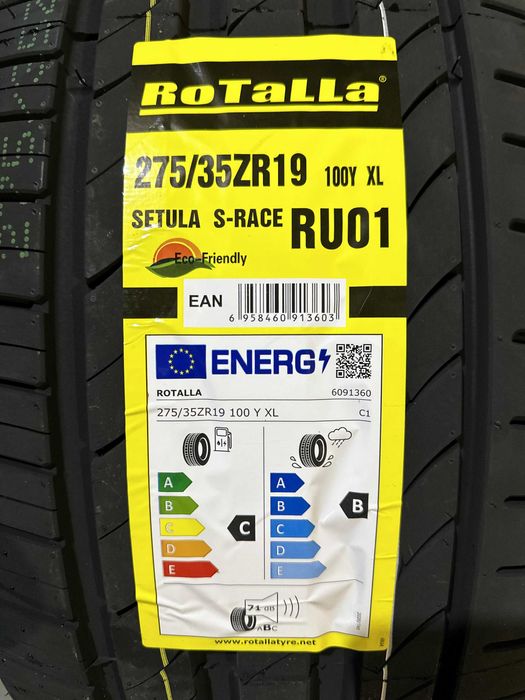 RoTaLLa®
275/35ZR19 100Y XL
SETULA S-RACE RU01
Eco-Friendly
EAN
6 958460 913603
ENERG
ROTALLA 6091360
275/35ZR19 100 Y XL C1
A A
B B B
C C C
D D
E E
71 dB
ABC
www.rotallatyre.net